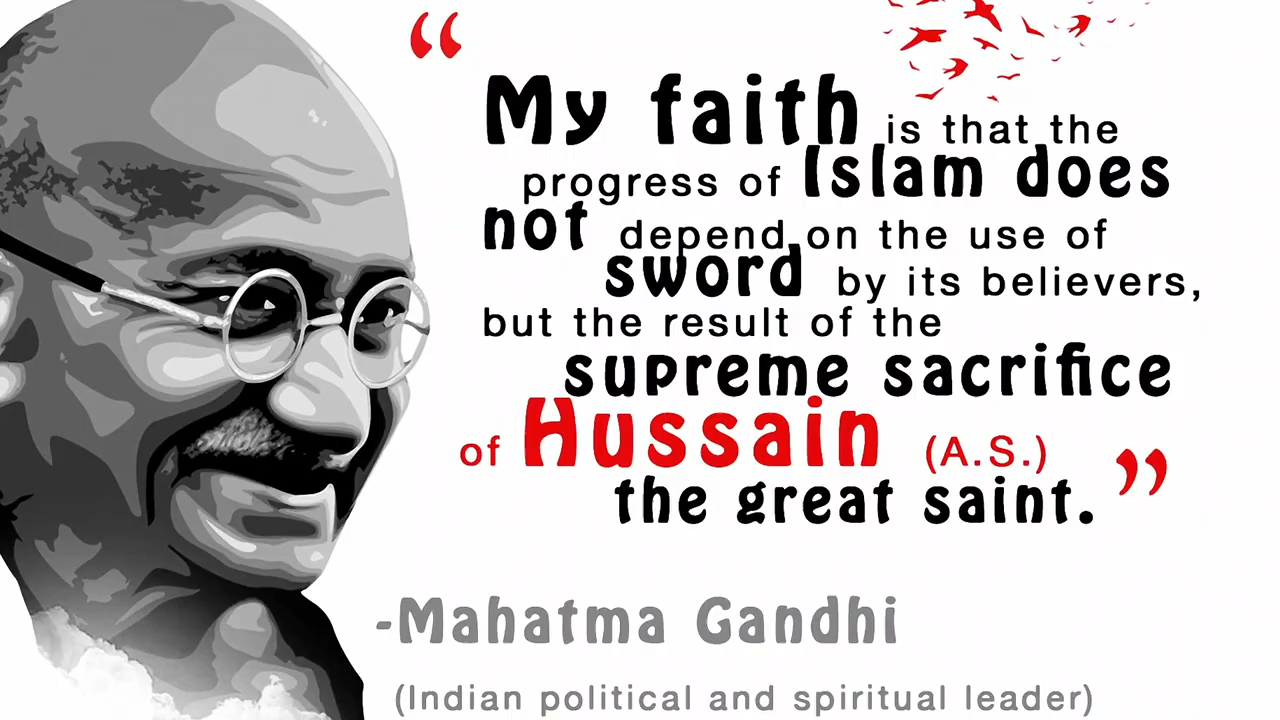 “
My faith is that the
progress of Islam does
not depend on the use of
sword by its believers,
but the result of the
supreme sacrifice
of Hussain (A.S.)
the great saint. ”
-Mahatma Gandhi
(Indian political and spiritual leader)